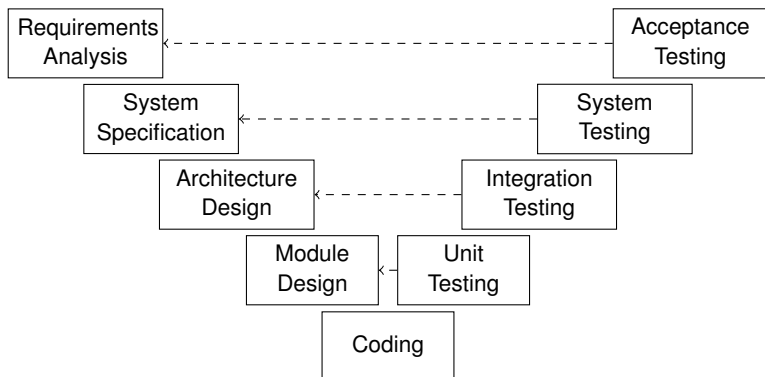 Requirements
Analysis
Acceptance
Testing
System
Specification
System
Testing
Architecture
Design
Integration
Testing
Module
Design
Unit
Testing
Coding